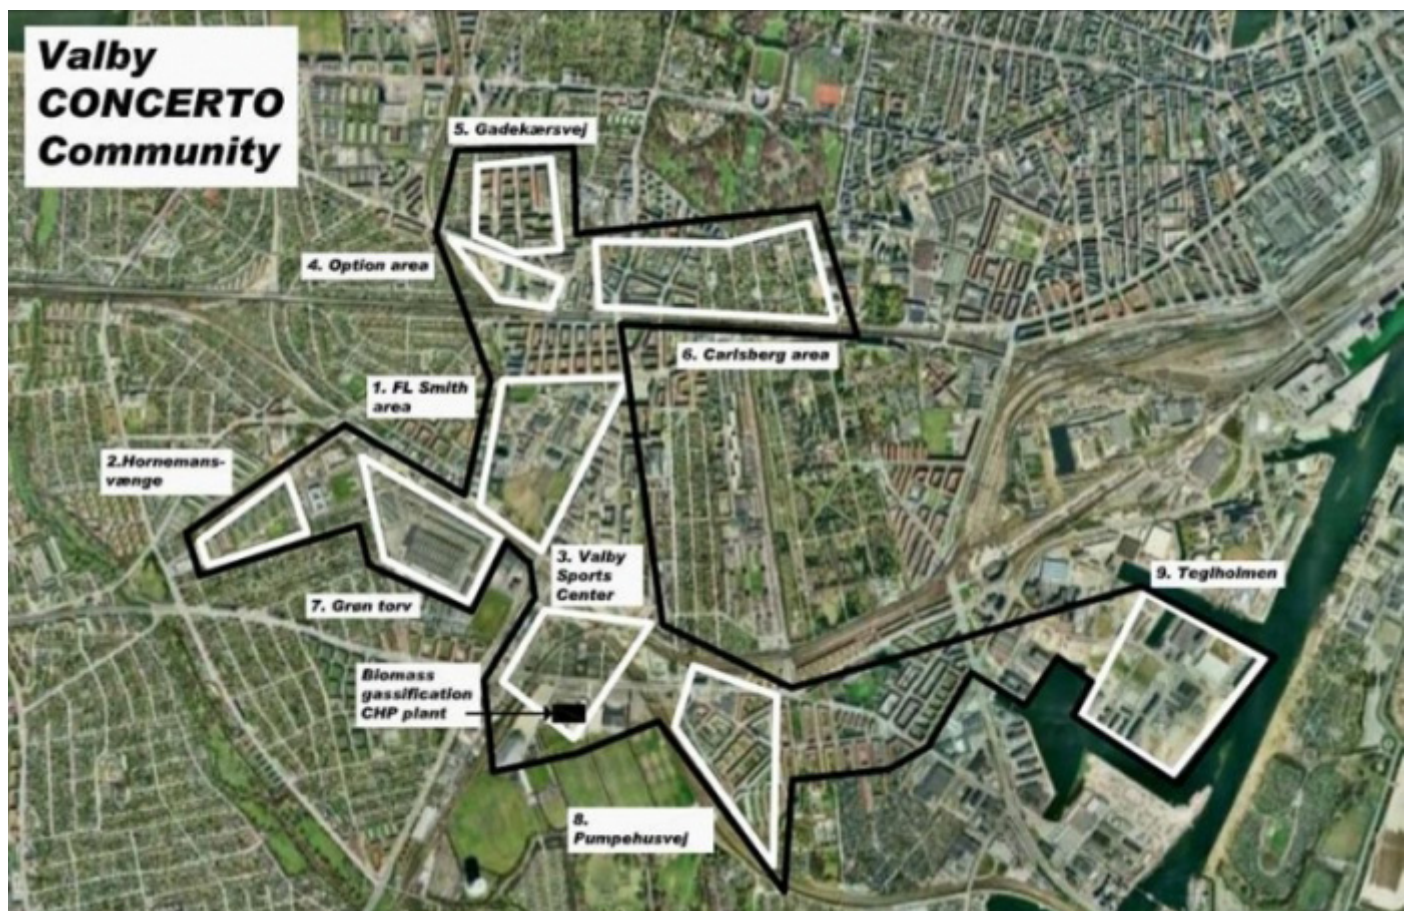 Valby
CONCERTO
Community
5. Gadekærsvej
4. Option area
6. Carlsberg area
1. FL Smith
area
2.Hornemans-
vænge
3. Valby
Sports
Center
9. Teglholmen
7. Grøn torv
Biomass
gassification
CHP plant
8.
Pumpehusvej